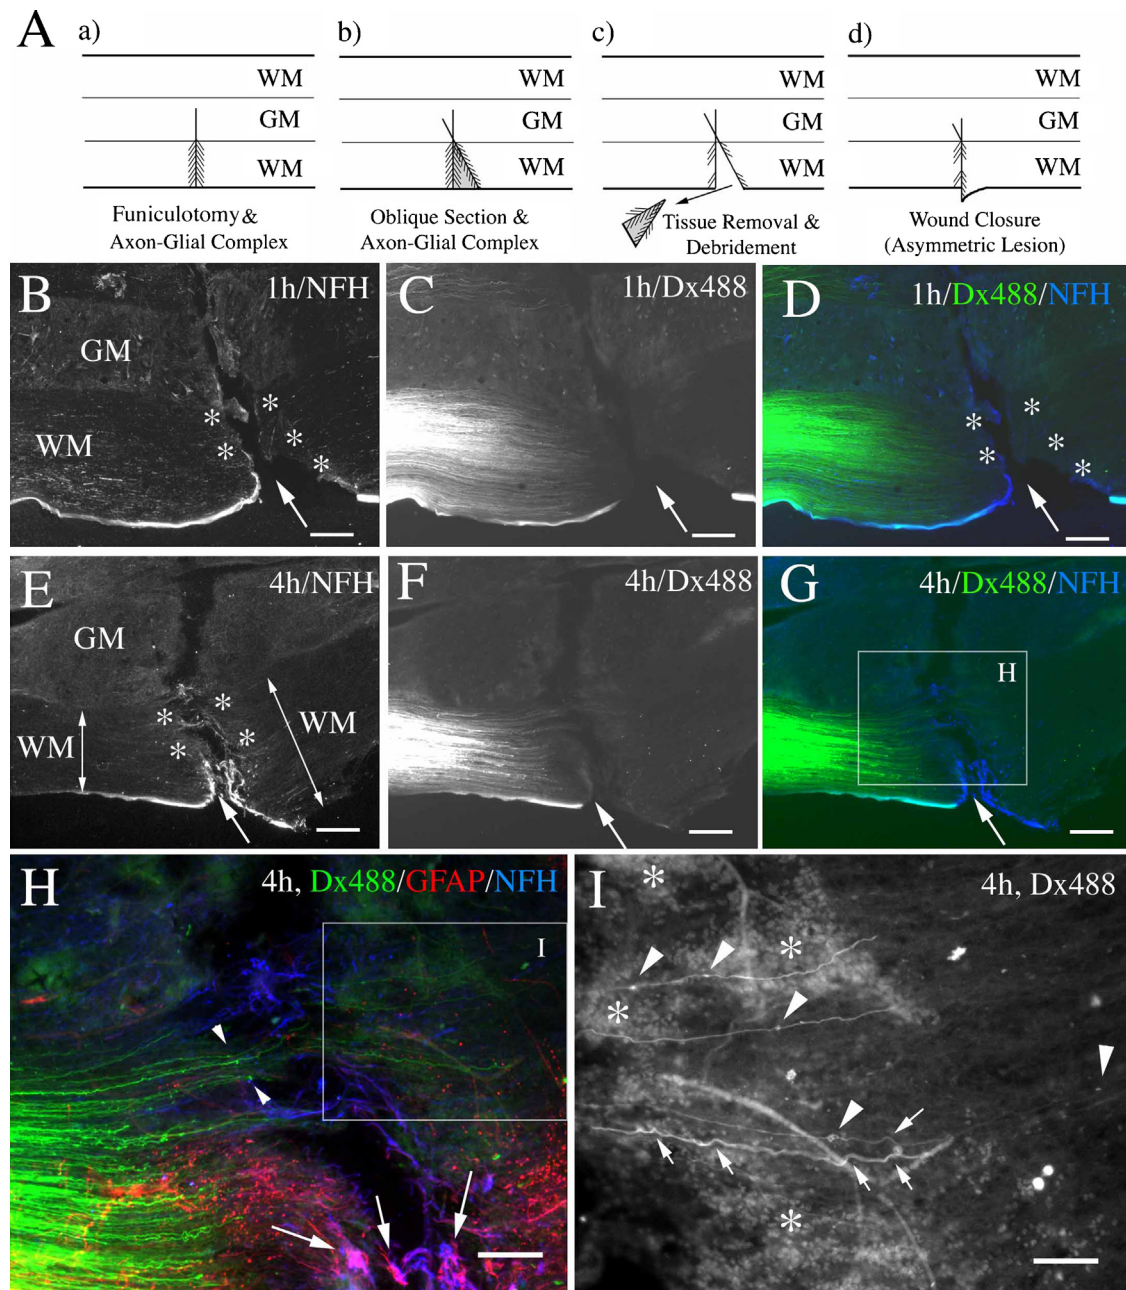 A
a)
b)
c)
d)
WM
GM
WM
WM
GM
WM
WM
GM
WM
WM
GM
WM
Funiculotomy &
Axon-Glial Complex
Oblique Section &
Axon-Glial Complex
Tissue Removal &
Debridement
Wound Closure
(Asymmetric Lesion)
B
1h/NFH
GM
WM
C
1h/Dx488
D
1h/Dx488/NFH
E
4h/NFH
GM
WM
WM
F
4h/Dx488
G
4h/Dx488/NFH
H
H
4h, Dx488/GFAP/NFH
I
I
4h, Dx488